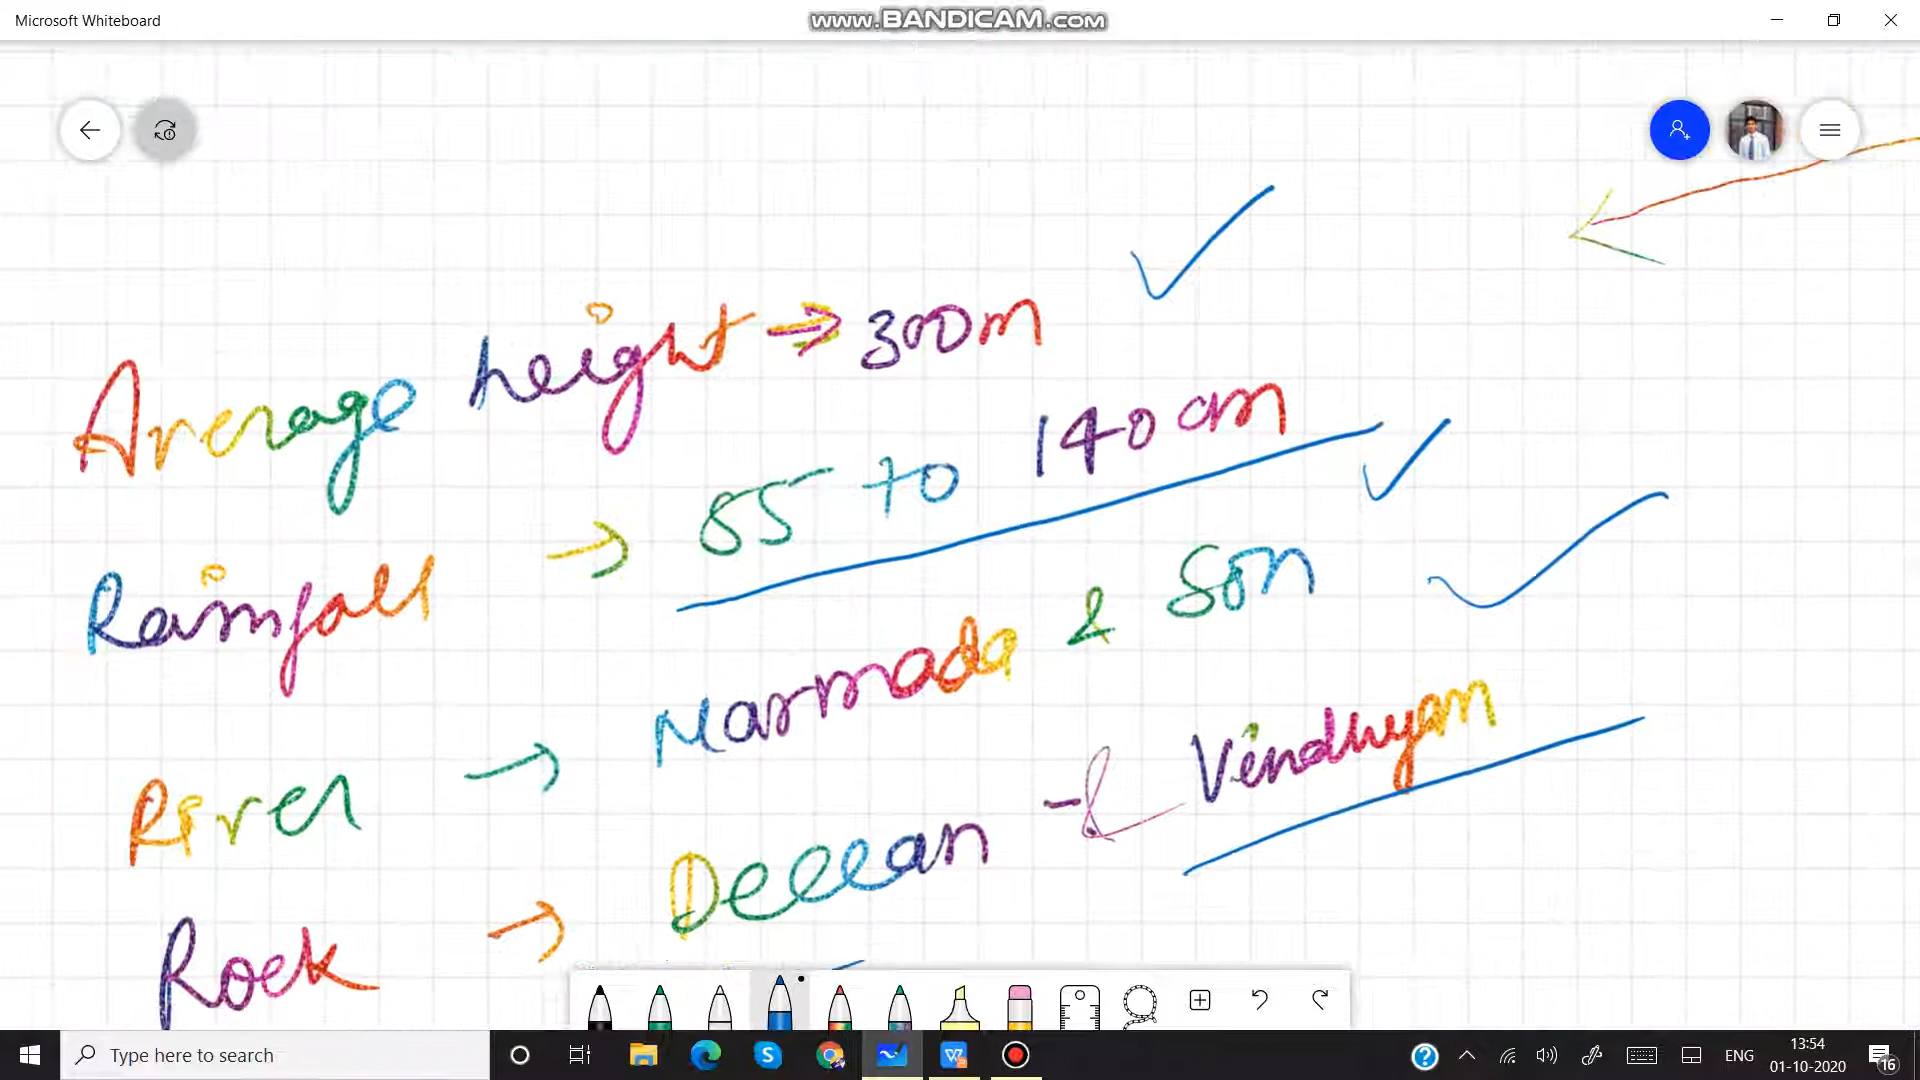 Microsoft Whiteboard
www.BANDICAM.com
Average height ⇒ 300m
Rainfall → 85 to 140 cm
River → Narmada & Son
Rock → Deccan & Vindhyan
Type here to search
ENG
13:54
01-10-2020
16